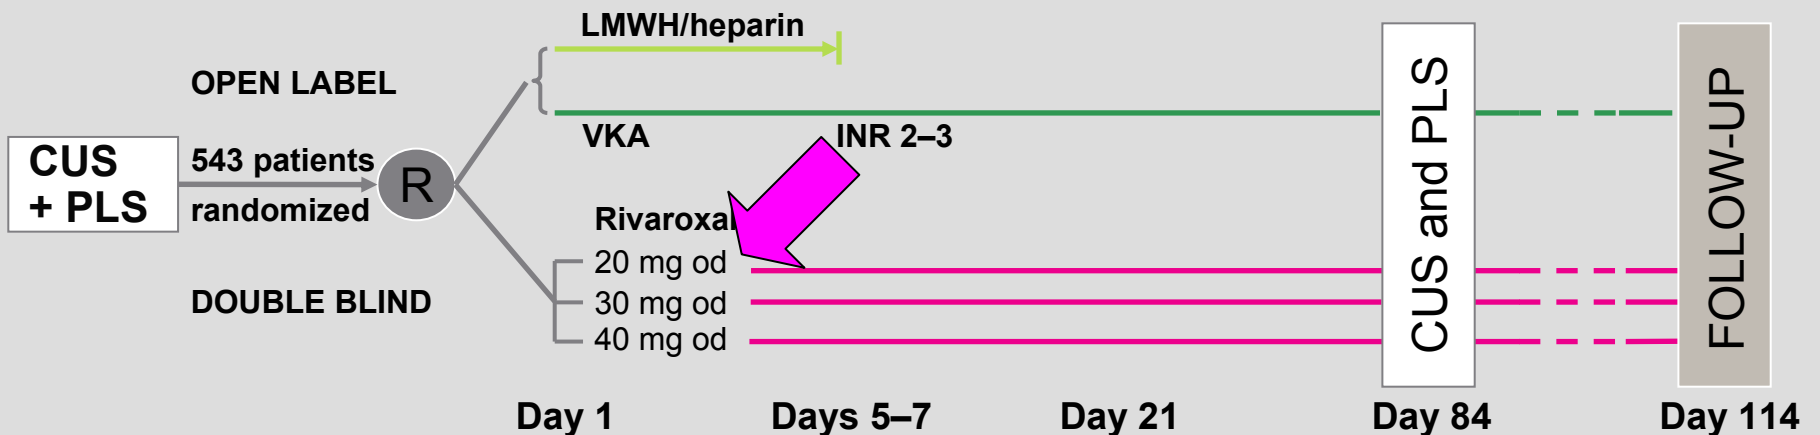 LMWH/heparin
OPEN LABEL
VKA
INR 2–3
CUS
+ PLS
543 patients
randomized
R
20 mg od
DOUBLE BLIND
30 mg od
40 mg od
CUS and PLS
FOLLOW-UP
Day 1
Days 5–7
Day 21
Day 84
Day 114